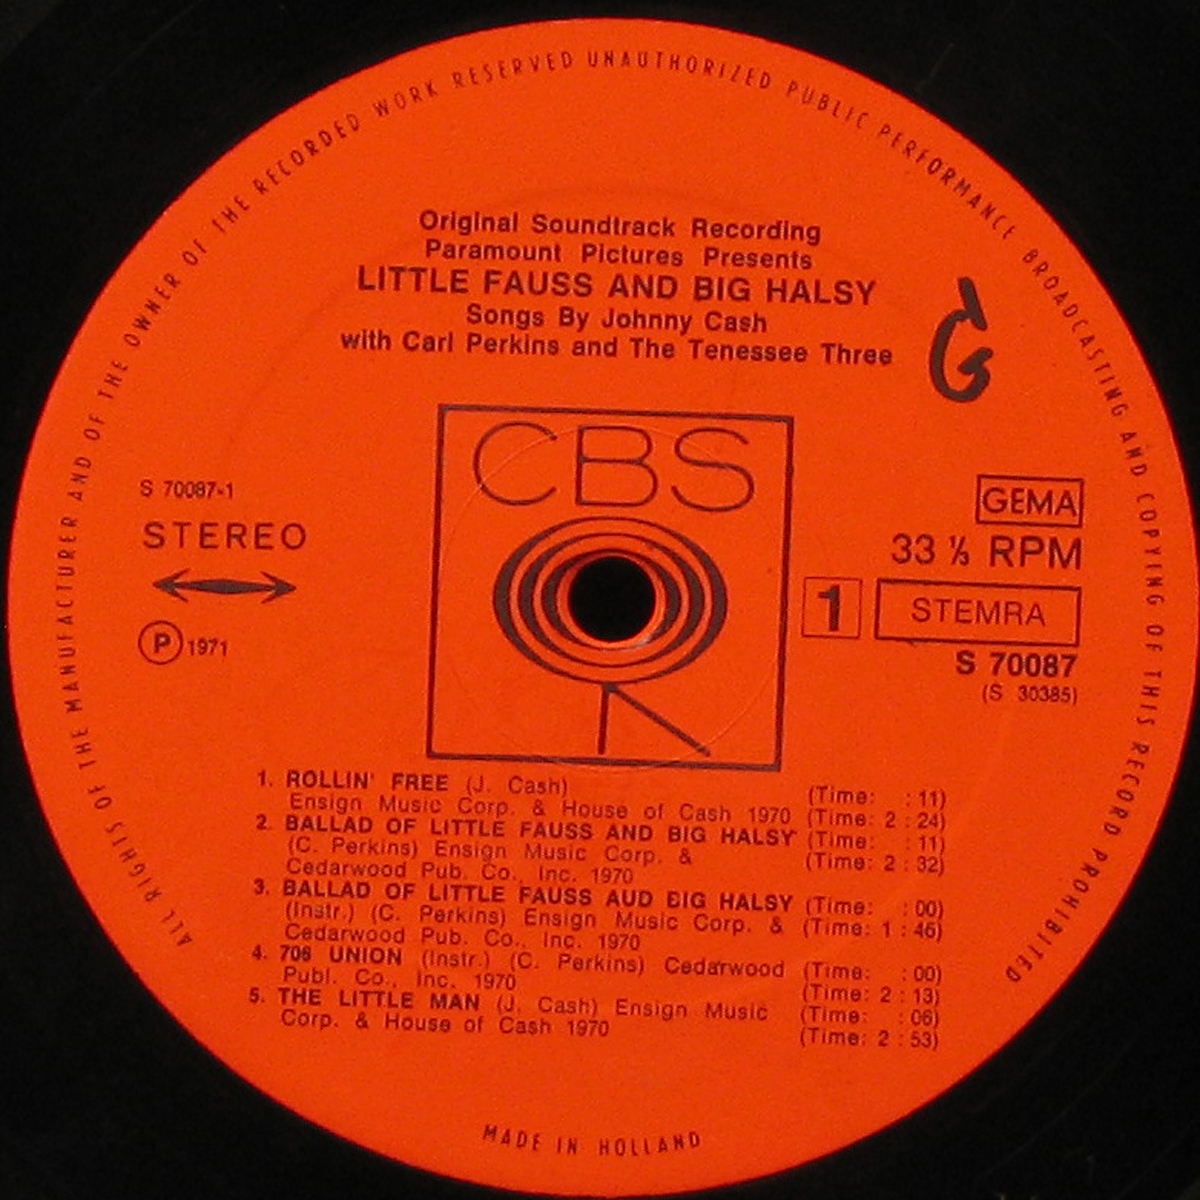 ALL RIGHTS OF THE MANUFACTURER AND OF THE OWNER OF THE RECORDED WORK RESERVED UNAUTHORIZED PUBLIC PERFORMANCE BROADCASTING AND COPYING OF THIS RECORD PROHIBITED
Original Soundtrack Recording
Paramount Pictures Presents
LITTLE FAUSS AND BIG HALSY
Songs By Johnny Cash
with Carl Perkins and The Tenessee Three
G
CBS
S 70087-1
STEREO
Ⓟ 1971
GEMA
33 ⅓ RPM
1 STEMRA
S 70087
(S 30385)
1. ROLLIN' FREE (J. Cash) (Time: : 11)
Ensign Music Corp. & House of Cash 1970 (Time: 2 : 24)
2. BALLAD OF LITTLE FAUSS AND BIG HALSY (Time: : 11)
(C. Perkins) Ensign Music Corp. & (Time: 2 : 32)
Cedarwood Pub. Co., Inc. 1970
3. BALLAD OF LITTLE FAUSS AUD BIG HALSY (Time: : 00)
(Instr.) (C. Perkins) Ensign Music Corp. & (Time: 1 : 46)
Cedarwood Pub. Co., Inc. 1970
4. 706 UNION (Instr.) (C. Perkins) Cedarwood (Time: : 00)
Publ. Co., Inc. 1970 (Time: 2 : 13)
5. THE LITTLE MAN (J. Cash) Ensign Music (Time: : 06)
Corp. & House of Cash 1970 (Time: 2 : 53)
MADE IN HOLLAND